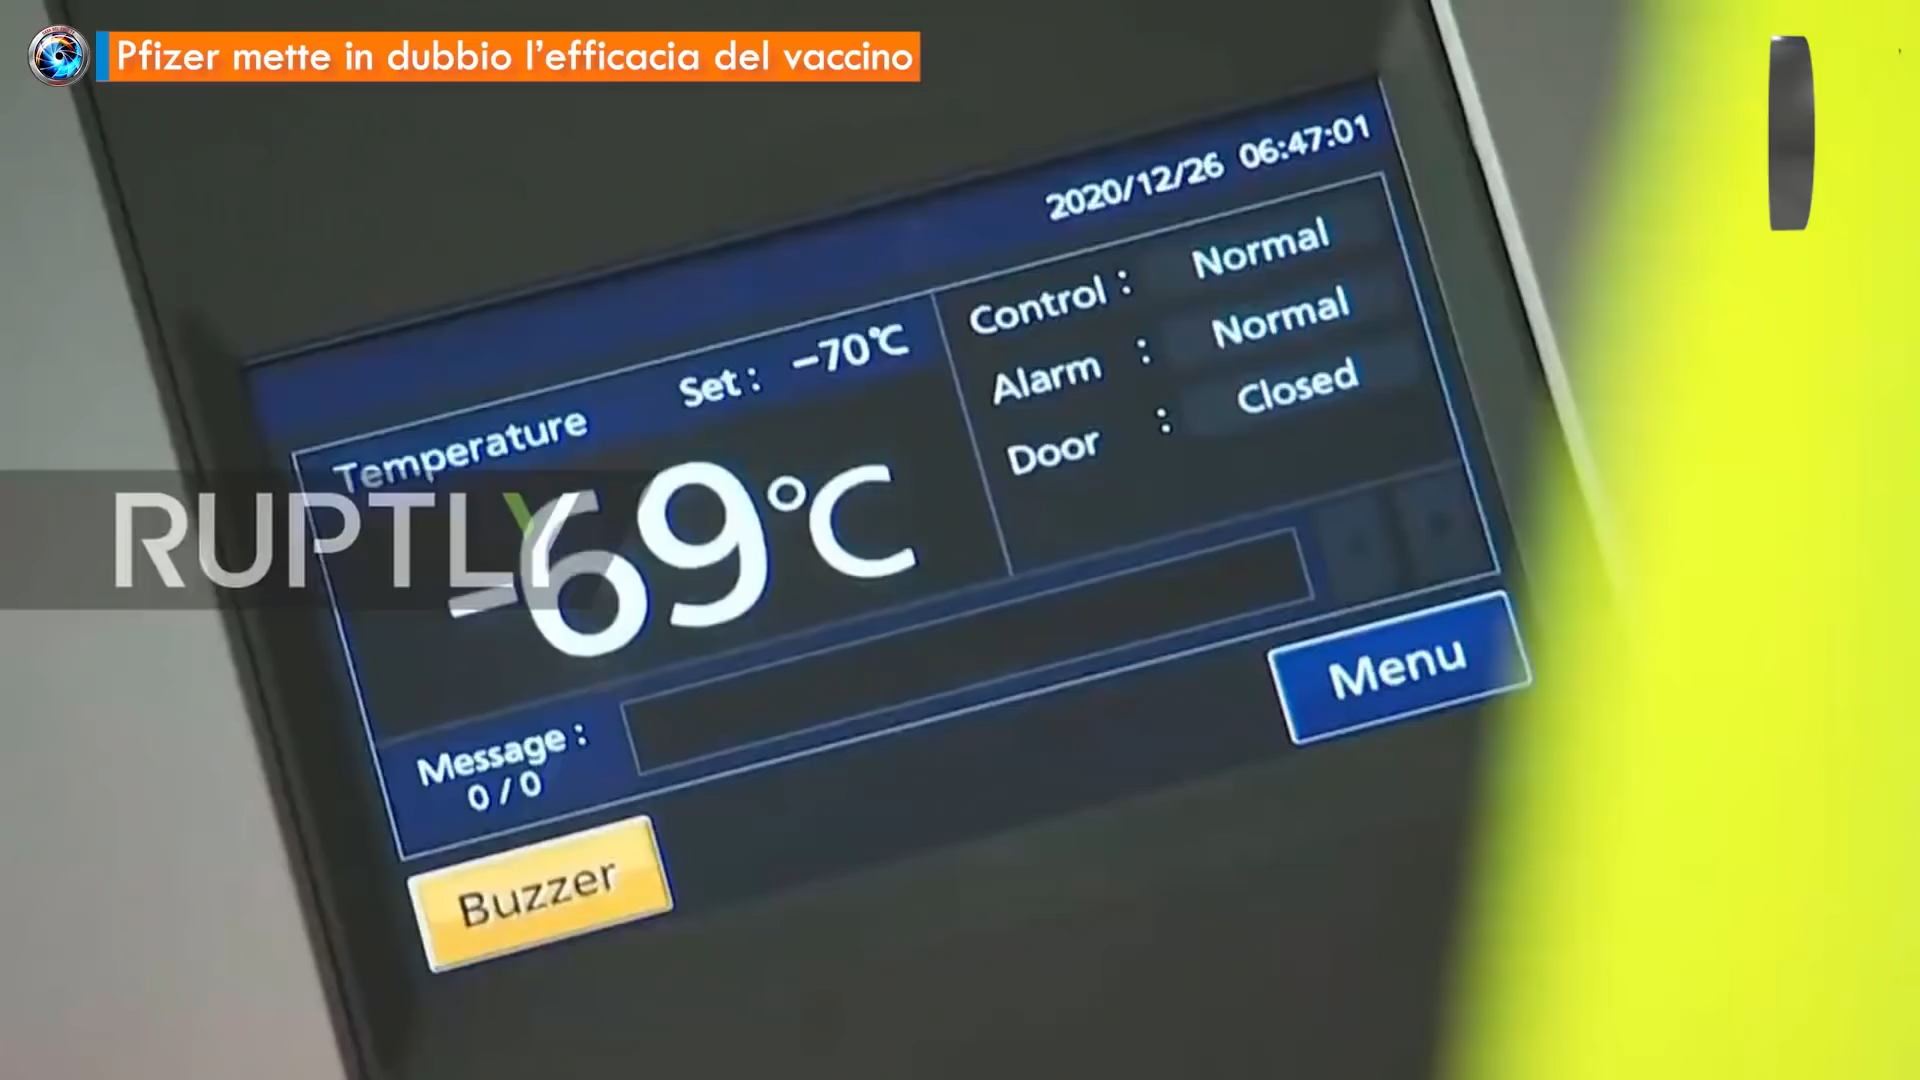 Pfizer mette in dubbio l'efficacia del vaccino
2020/12/26 06:47:01
Temperature Set : −70℃
-69℃
Control : Normal
Alarm : Normal
Door : Closed
RUPTLY
Message :
0 / 0
Menu
Buzzer